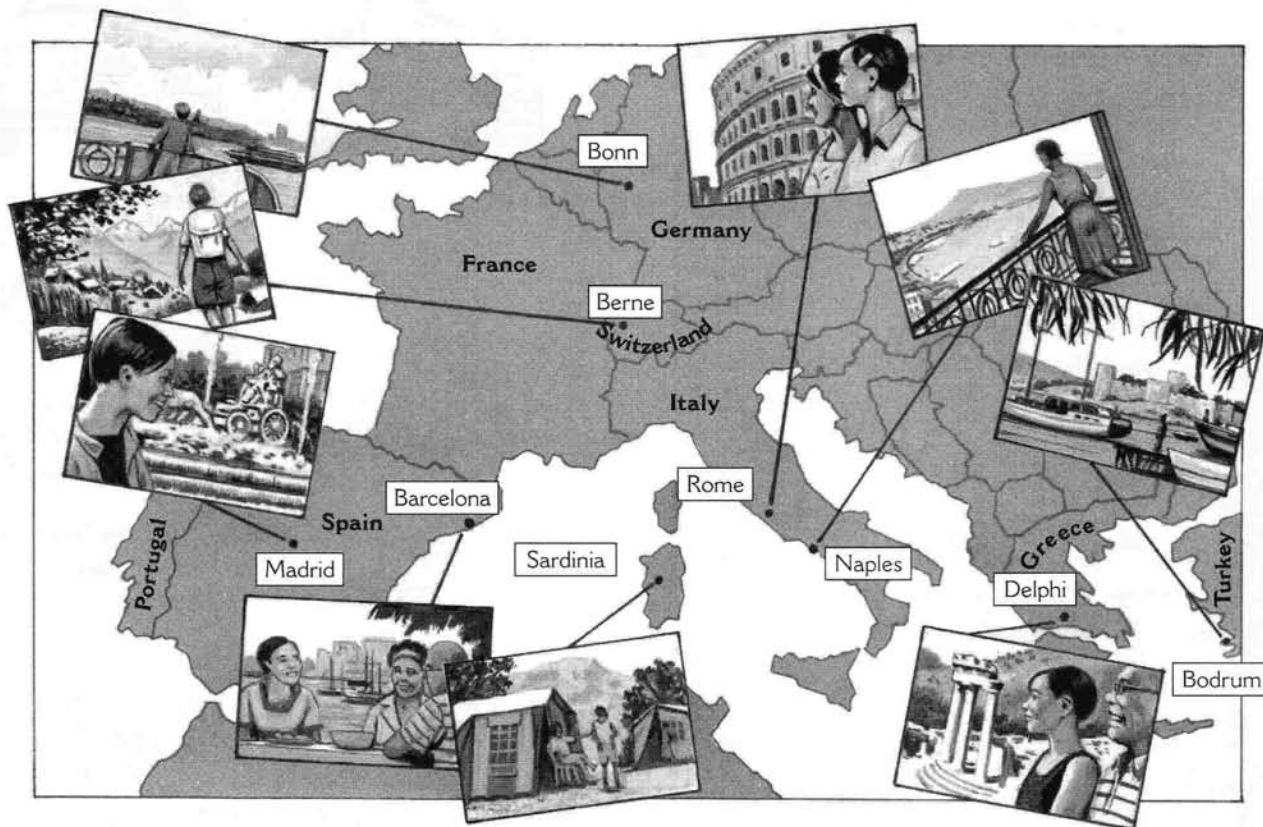 Bonn
Germany
France
Berne
Switzerland
Italy
Rome
Barcelona
Spain
Madrid
Portugal
Sardinia
Naples
Greece
Delphi
Turkey
Bodrum